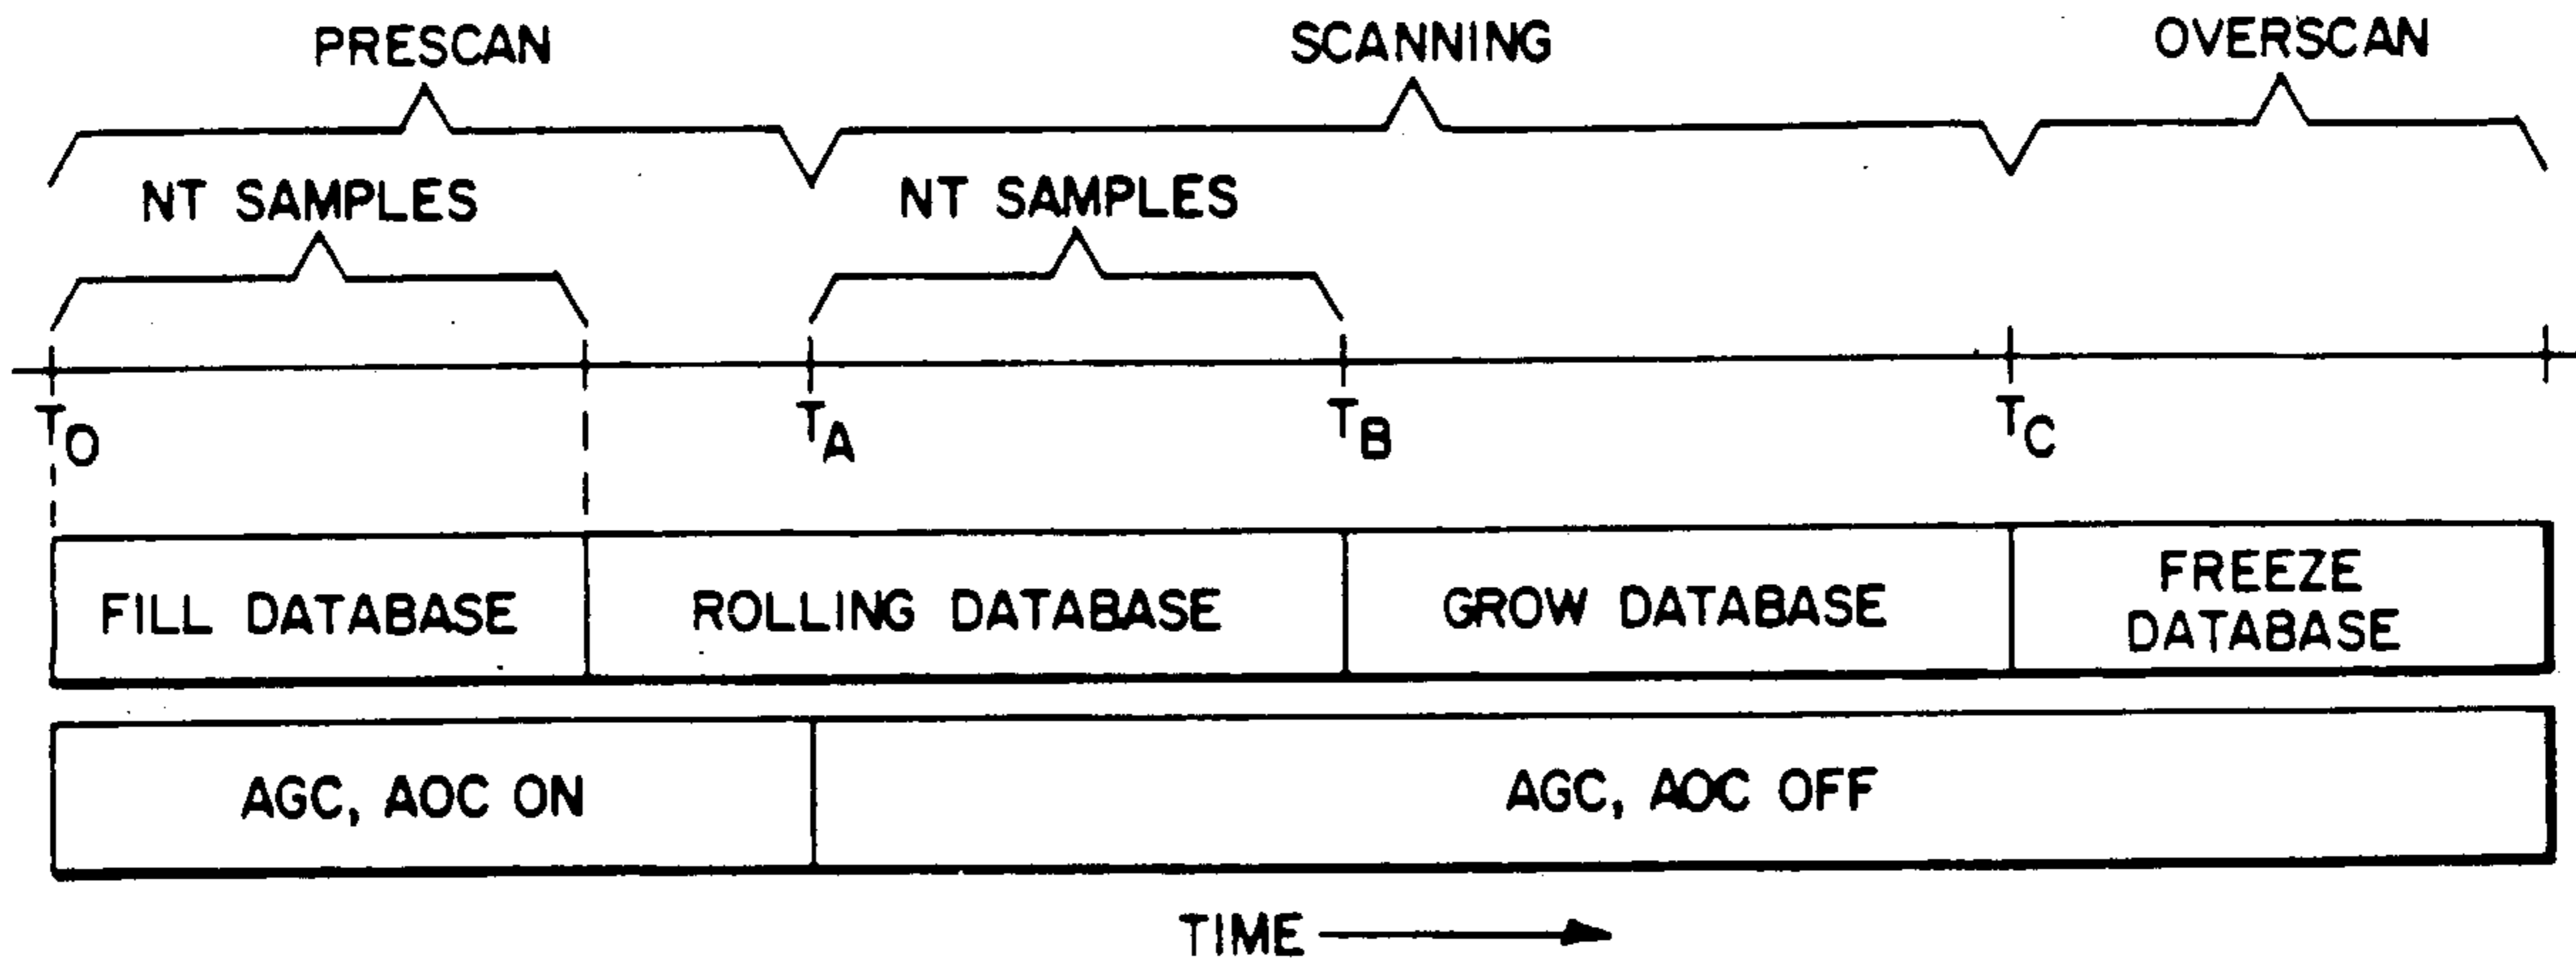 PRESCAN SCANNING OVERSCAN
NT SAMPLES NT SAMPLES
TO TA TB TC
FILL DATABASE ROLLING DATABASE GROW DATABASE FREEZE DATABASE
AGC, AOC ON AGC, AOC OFF
TIME